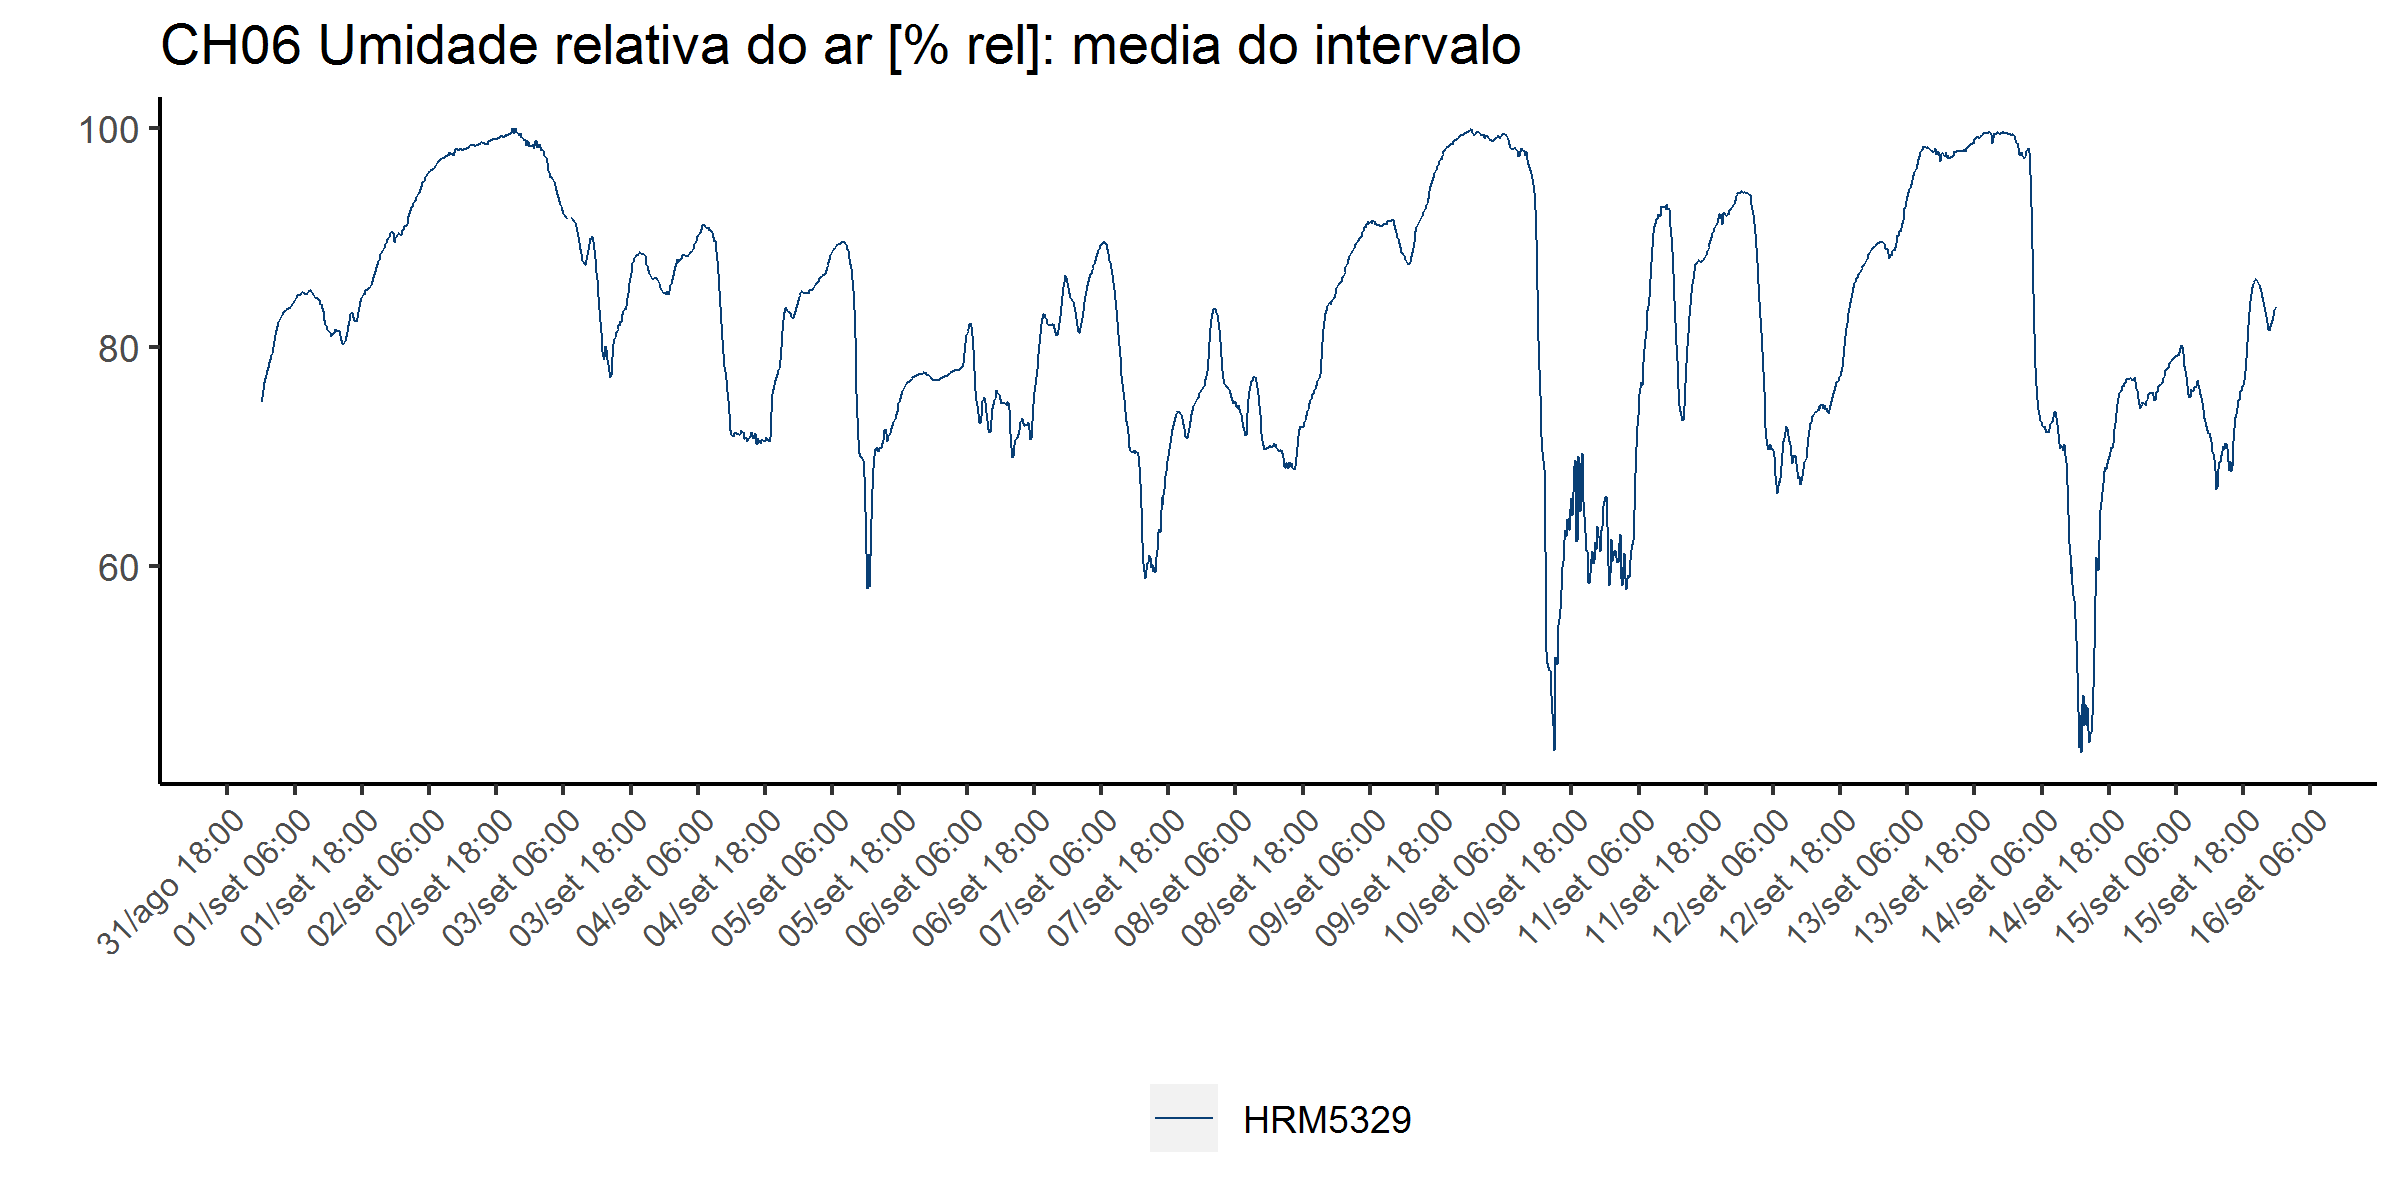 CH06 Umidade relativa do ar [% rel]: media do intervalo
100
80
60
31/ago 18:00
01/set 06:00
01/set 18:00
02/set 06:00
02/set 18:00
03/set 06:00
03/set 18:00
04/set 06:00
04/set 18:00
05/set 06:00
05/set 18:00
06/set 06:00
06/set 18:00
07/set 06:00
07/set 18:00
08/set 06:00
08/set 18:00
09/set 06:00
09/set 18:00
10/set 06:00
10/set 18:00
11/set 06:00
11/set 18:00
12/set 06:00
12/set 18:00
13/set 06:00
13/set 18:00
14/set 06:00
14/set 18:00
15/set 06:00
15/set 18:00
16/set 06:00
HRM5329